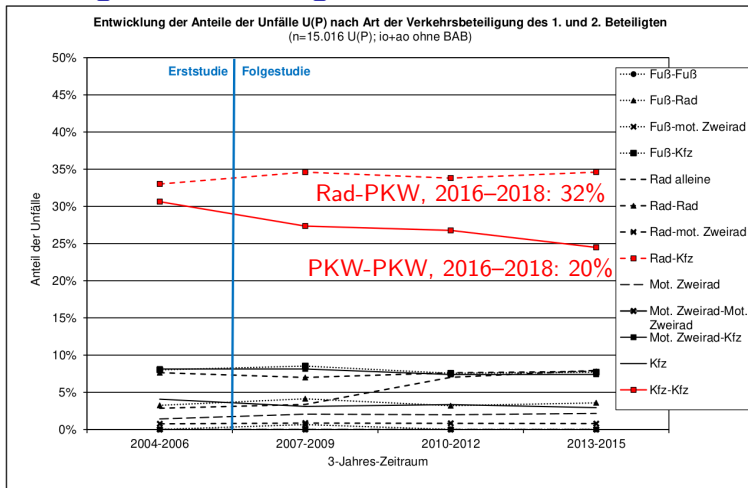 Entwicklung der Anteile der Unfälle U(P) nach Art der Verkehrsbeteiligung des 1. und 2. Beteiligten
(n=15.016 U(P); io+ao ohne BAB)
50%
45%
40%
35%
30%
25%
20%
15%
10%
5%
0%
Anteil der Unfälle
Erststudie
Folgestudie
Rad-PKW, 2016–2018: 32%
PKW-PKW, 2016–2018: 20%
2004-2006
2007-2009
2010-2012
2013-2015
3-Jahres-Zeitraum
Fuß-Fuß
Fuß-Rad
Fuß-mot. Zweirad
Fuß-Kfz
Rad alleine
Rad-Rad
Rad-mot. Zweirad
Rad-Kfz
Mot. Zweirad
Mot. Zweirad-Mot.
Zweirad
Mot. Zweirad-Kfz
Kfz
Kfz-Kfz